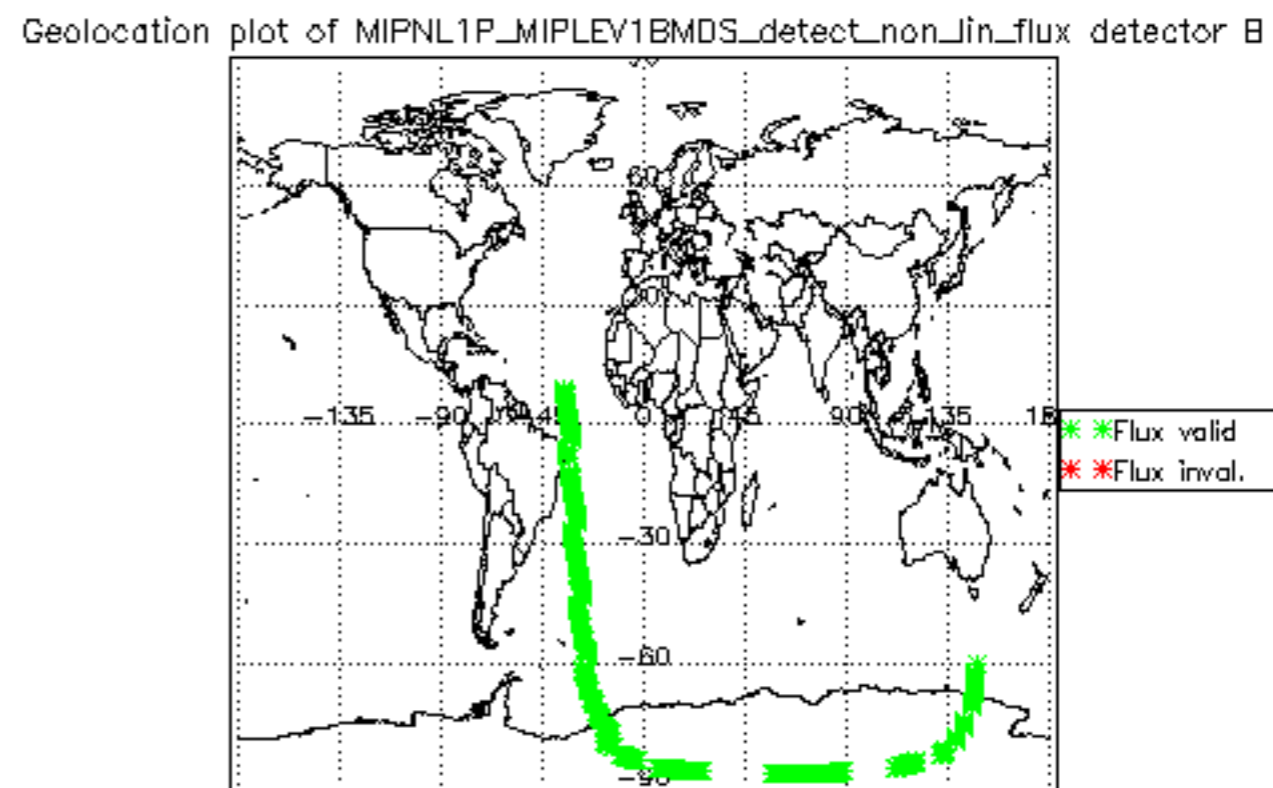 Geolocation plot of MIPNL1P_MIPLEV1BMDS_detect_non_lin_flux detector B
60
-135 -90 -45 0 45 90 135
Flux valid
Flux inval.
-30
-60
-90